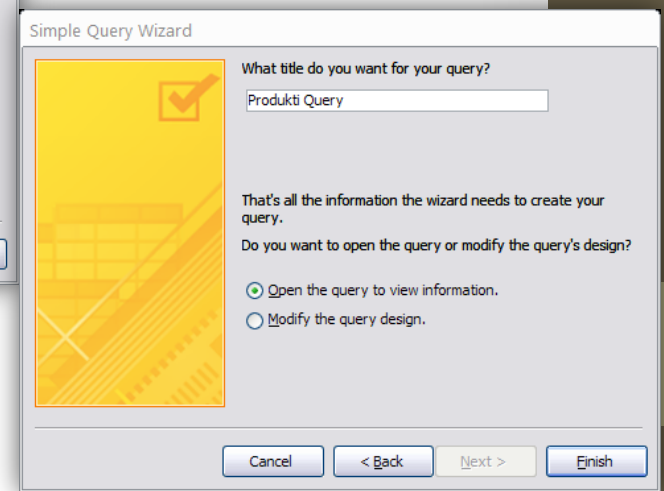 Simple Query Wizard
What title do you want for your query?
Produkti Query
That's all the information the wizard needs to create your
query.
Do you want to open the query or modify the query's design?
Open the query to view information.
Modify the query design.
Cancel
< Back
Next >
Finish